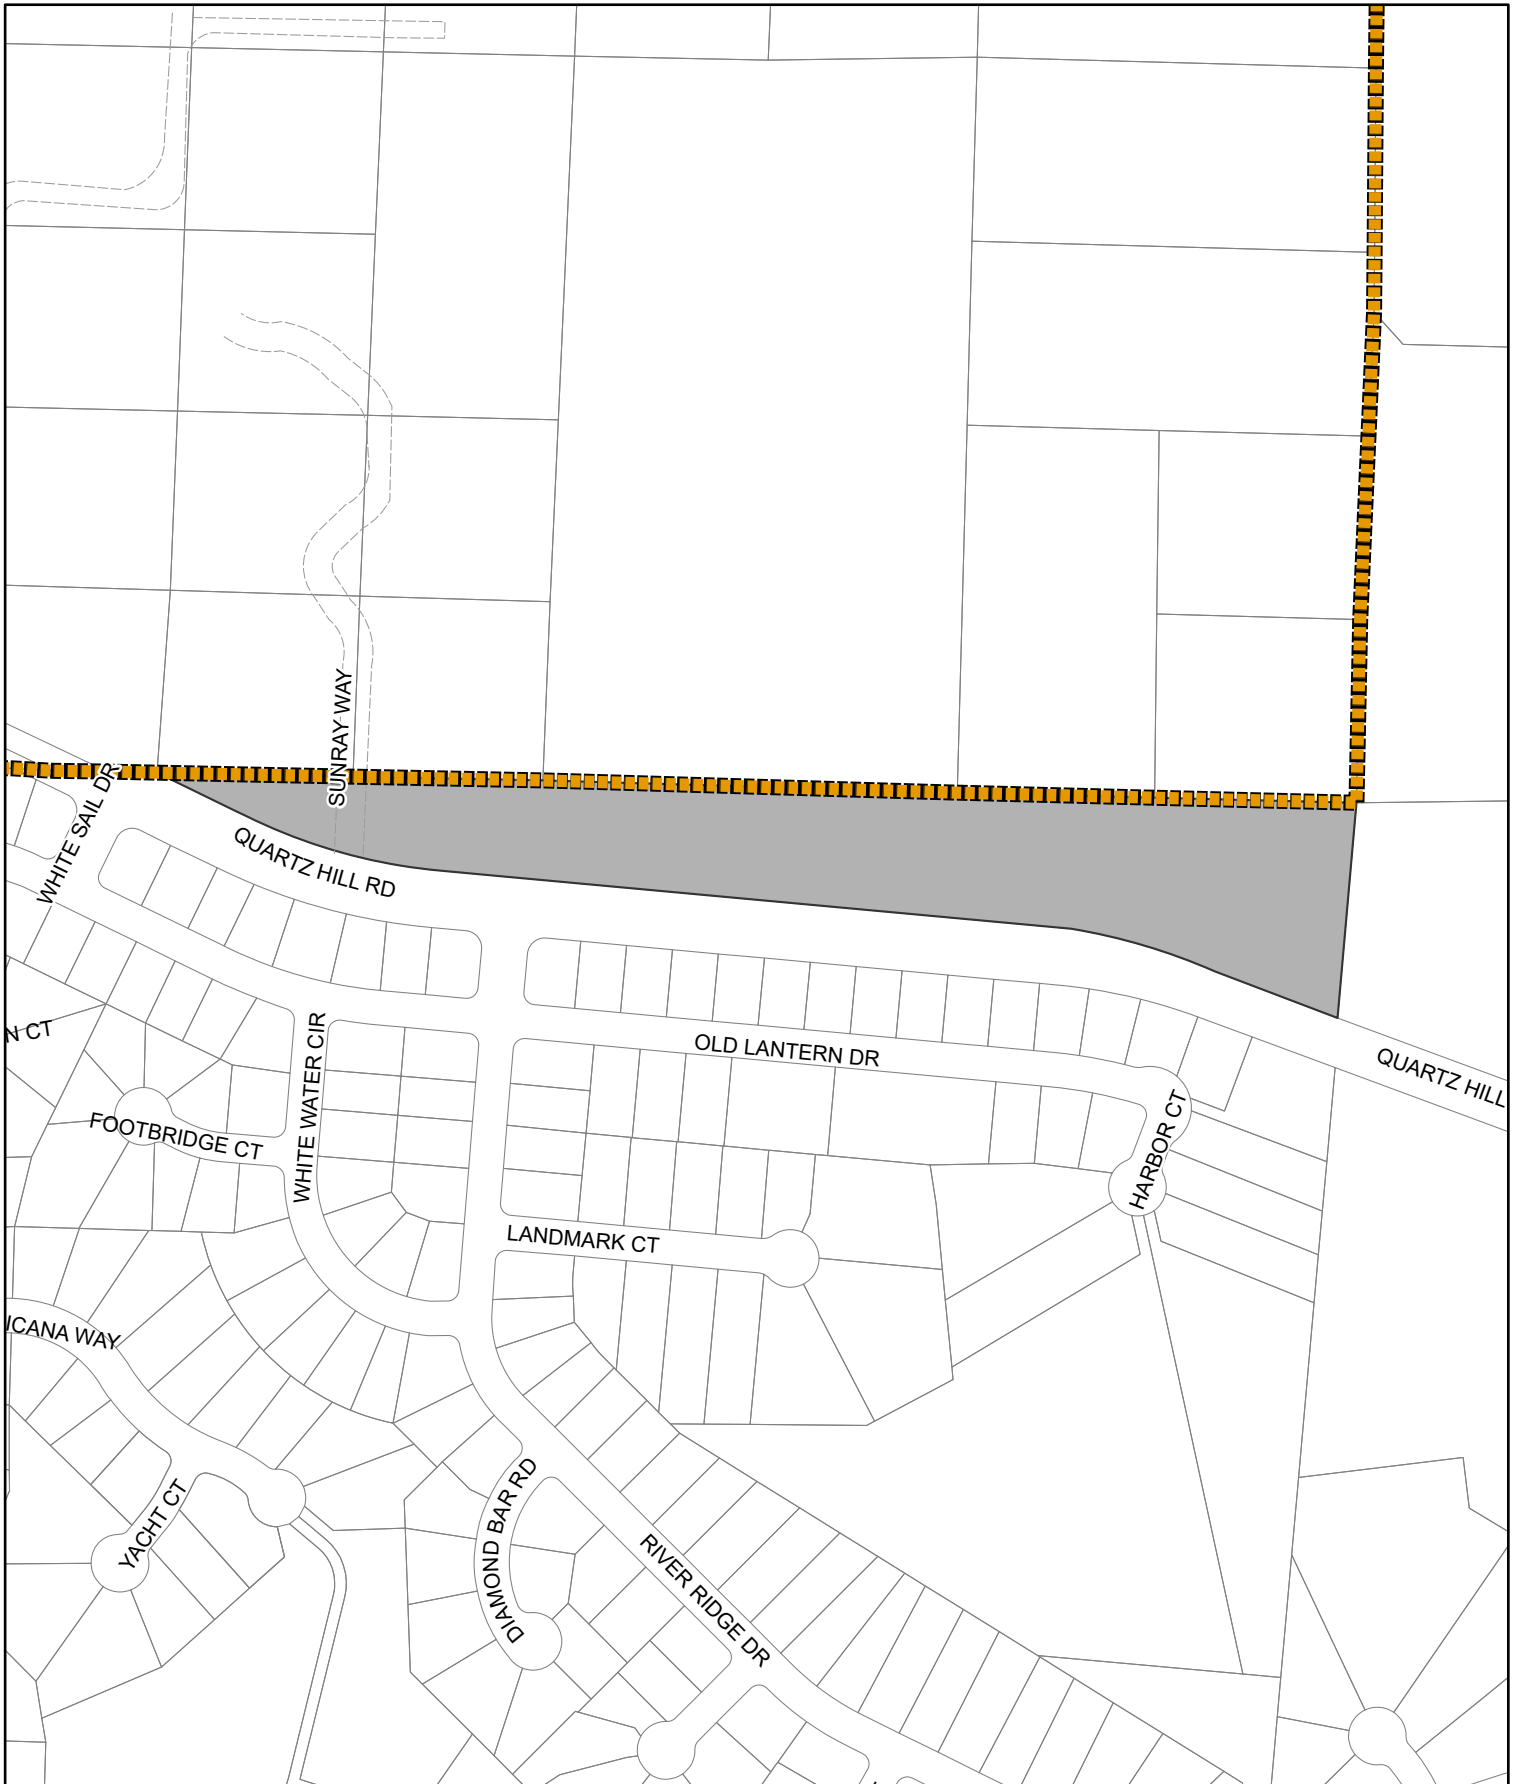 SUNRAY WAY
WHITE SAIL DR
QUARTZ HILL RD
N CT
WHITE WATER CIR
OLD LANTERN DR
QUARTZ HILL
FOOTBRIDGE CT
HARBOR CT
LANDMARK CT
ICANA WAY
YACHT CT
DIAMOND BAR RD
RIVER RIDGE DR